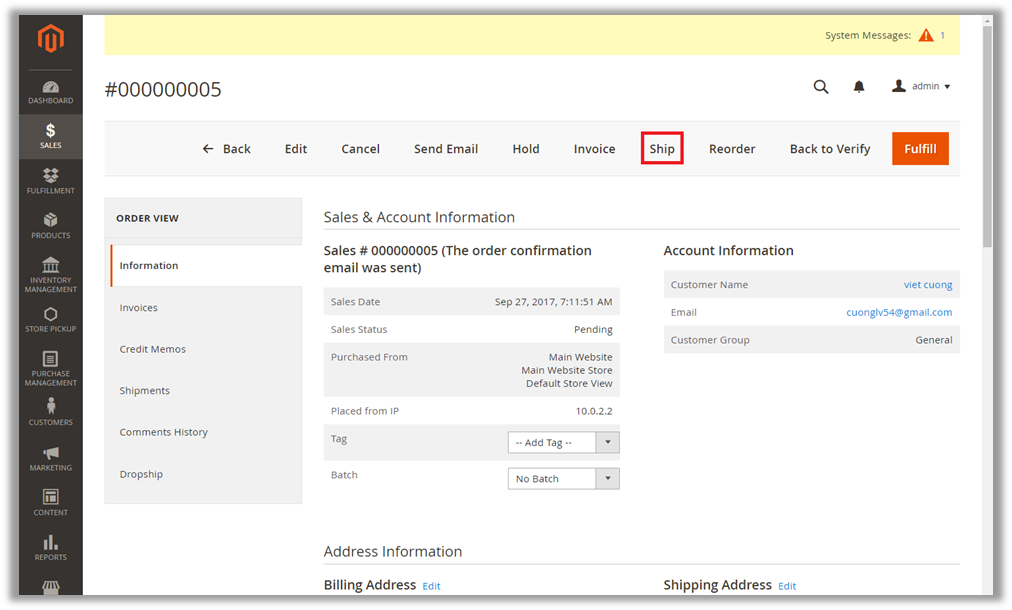 System Messages: 1
#000000005
admin
Back Edit Cancel Send Email Hold Invoice Ship Reorder Back to Verify Fulfill
DASHBOARD
SALES
FULFILLMENT
PRODUCTS
INVENTORY
MANAGEMENT
STORE PICKUP
PURCHASE
MANAGEMENT
CUSTOMERS
MARKETING
CONTENT
REPORTS
ORDER VIEW
Information
Invoices
Credit Memos
Shipments
Comments History
Dropship
Sales & Account Information
Sales # 000000005 (The order confirmation
email was sent)
Sales Date Sep 27, 2017, 7:11:51 AM
Sales Status Pending
Purchased From Main Website
Main Website Store
Default Store View
Placed from IP 10.0.2.2
Tag -- Add Tag --
Batch No Batch
Account Information
Customer Name viet cuong
Email cuonglv54@gmail.com
Customer Group General
Address Information
Billing Address Edit
Shipping Address Edit